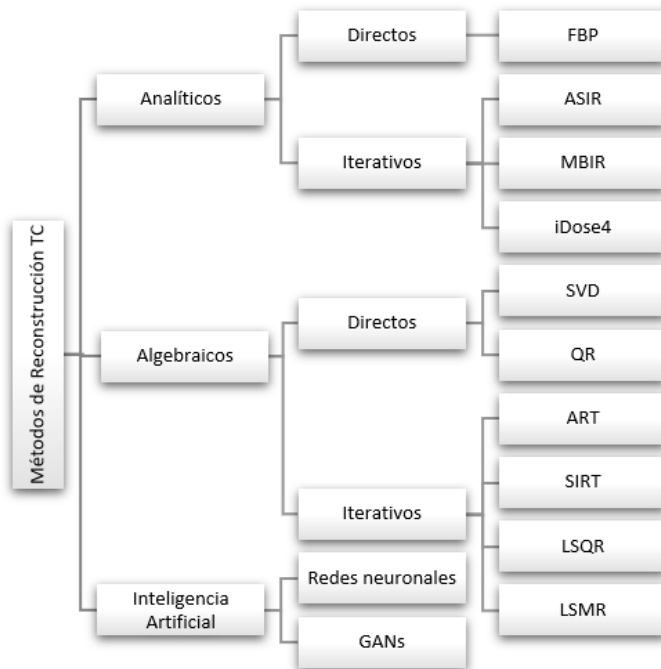 Métodos de Reconstrucción TC
Analíticos
Directos
FBP
Iterativos
ASIR
MBIR
iDose4
Algebraicos
Directos
SVD
QR
Iterativos
ART
SIRT
LSQR
LSMR
Inteligencia
Artificial
Redes neuronales
GANs